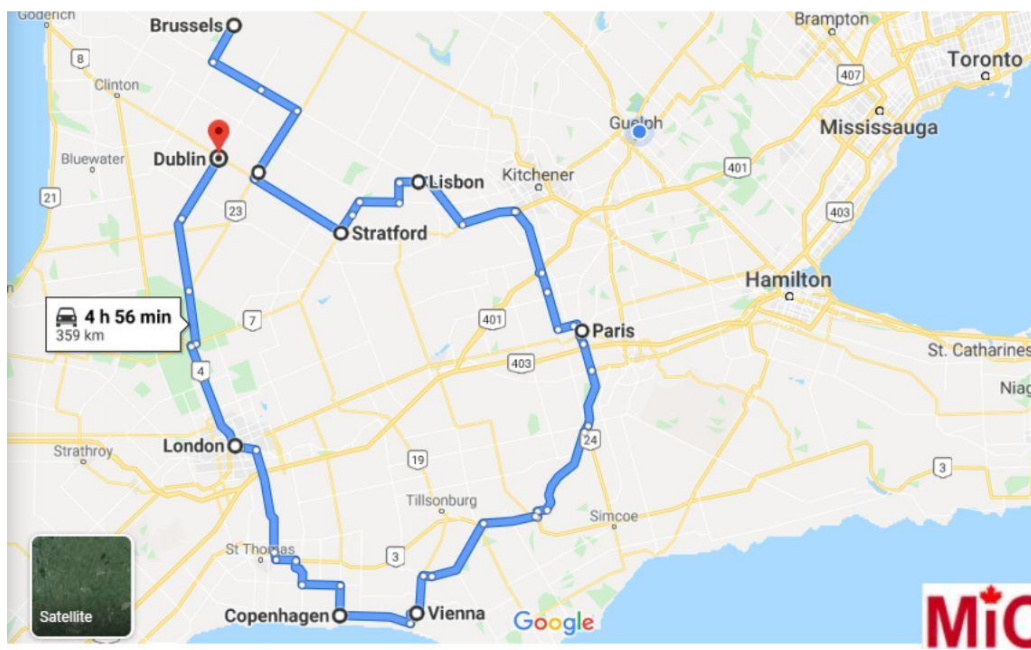 Goderich
Brussels
Brampton
Toronto
8
407
Clinton
Guelph
Mississauga
Dublin
Bluewater
Lisbon
Kitchener
401
21
23
Stratford
403
Hamilton
4 h 56 min
359 km
7
401
Paris
403
St. Catharines
4
Niag
London
24
Strathroy
19
3
Tillsonburg
Simcoe
St Thomas
3
Satellite
Copenhagen
Vienna
Google
MiC